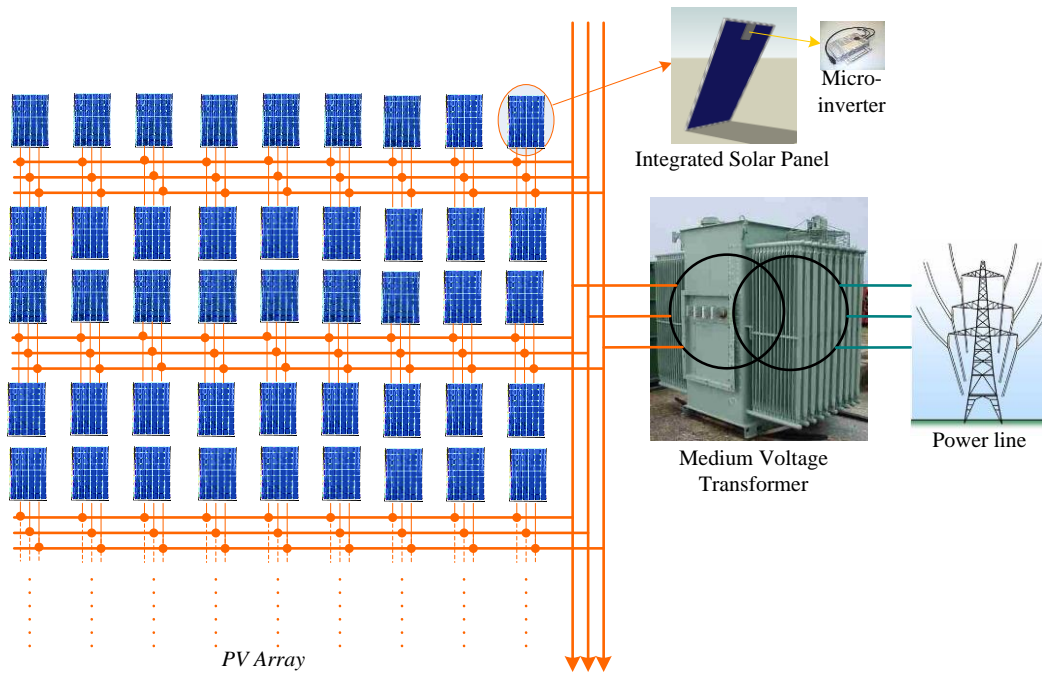 Micro-
inverter
Integrated Solar Panel
Medium Voltage
Transformer
Power line
PV Array